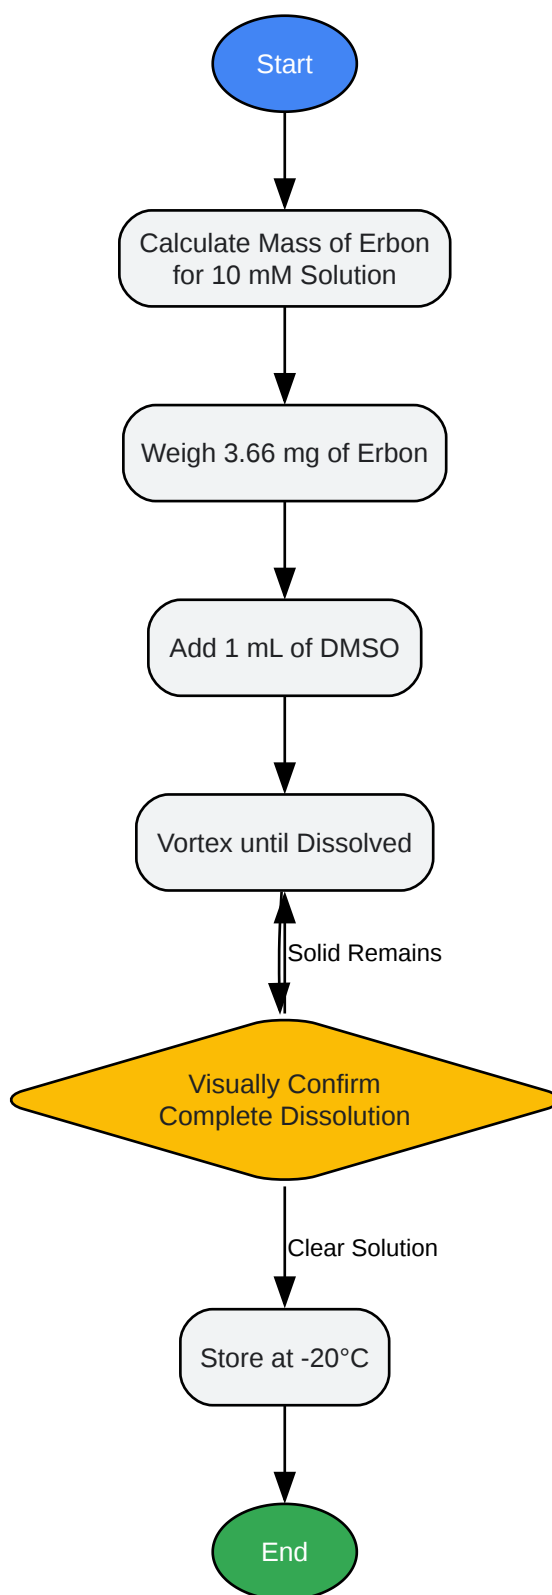 Start
Calculate Mass of Erbon
for 10 mM Solution
Weigh 3.66 mg of Erbon
Add 1 mL of DMSO
Vortex until Dissolved
Solid Remains
Visually Confirm
Complete Dissolution
Clear Solution
Store at -20°C
End